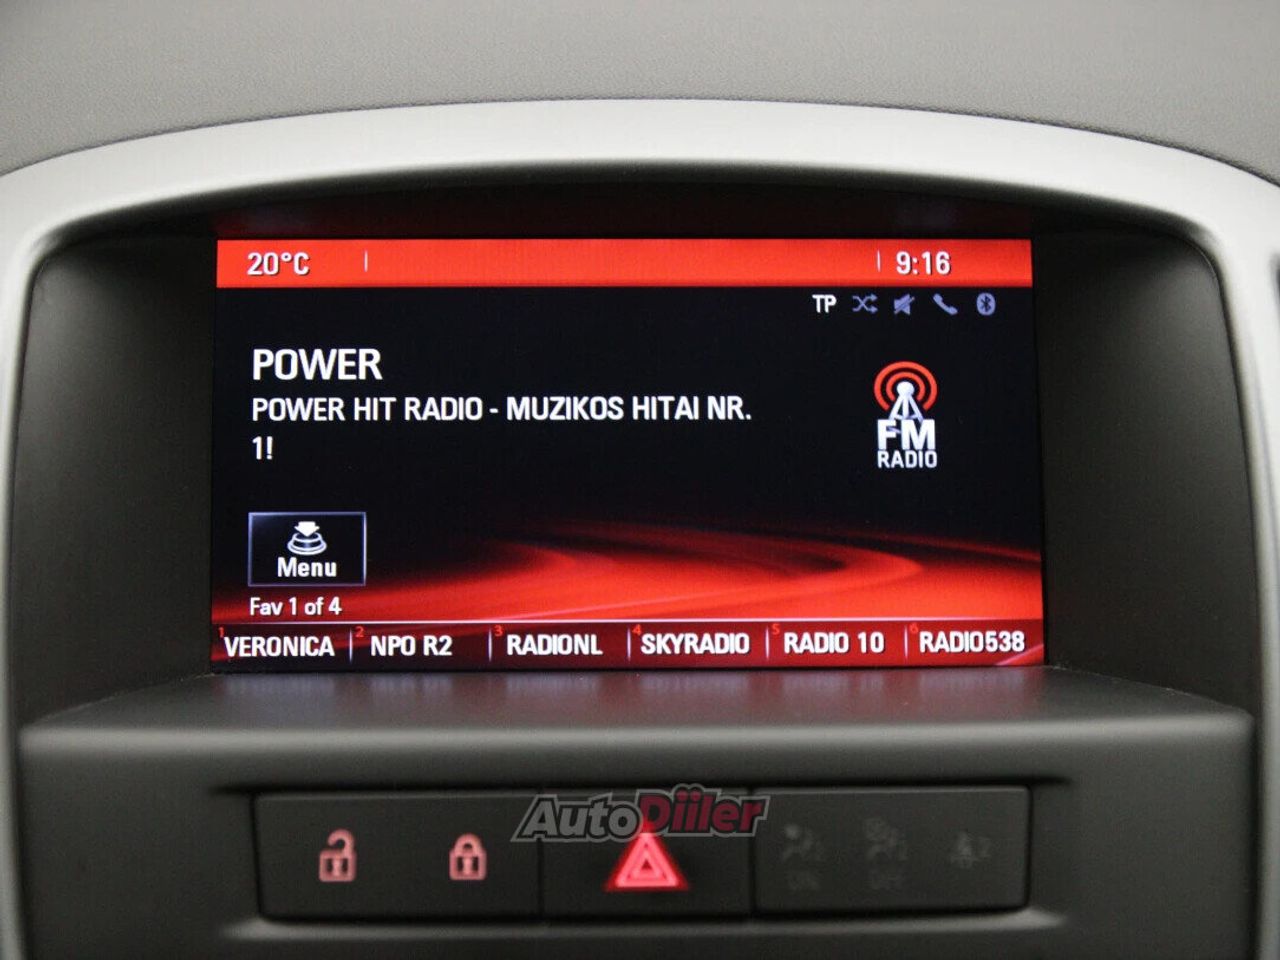 20°C
9:16
TP
POWER
POWER HIT RADIO - MUZIKOS HITAI NR.
1!
FM
RADIO
Menu
Fav 1 of 4
1 VERONICA 2 NPO R2 3 RADIONL 4 SKYRADIO 5 RADIO 10 6 RADIO538
AutoDiiler